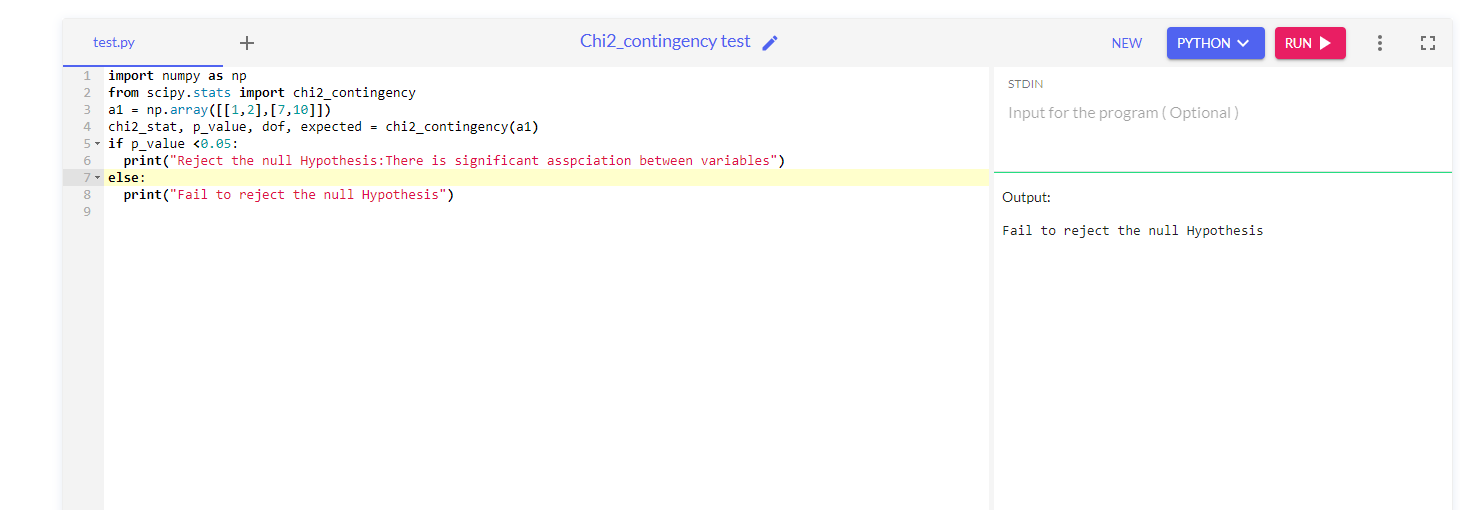 test.py
Chi2_contingency test
NEW
PYTHON
RUN
1 import numpy as np
2 from scipy.stats import chi2_contingency
3 a1 = np.array([[1,2],[7,10]])
4 chi2_stat, p_value, dof, expected = chi2_contingency(a1)
5 if p_value <0.05:
6 print("Reject the null Hypothesis:There is significant asspciation between variables")
7 else:
8 print("Fail to reject the null Hypothesis")
9
STDIN
Input for the program ( Optional )
Output:
Fail to reject the null Hypothesis